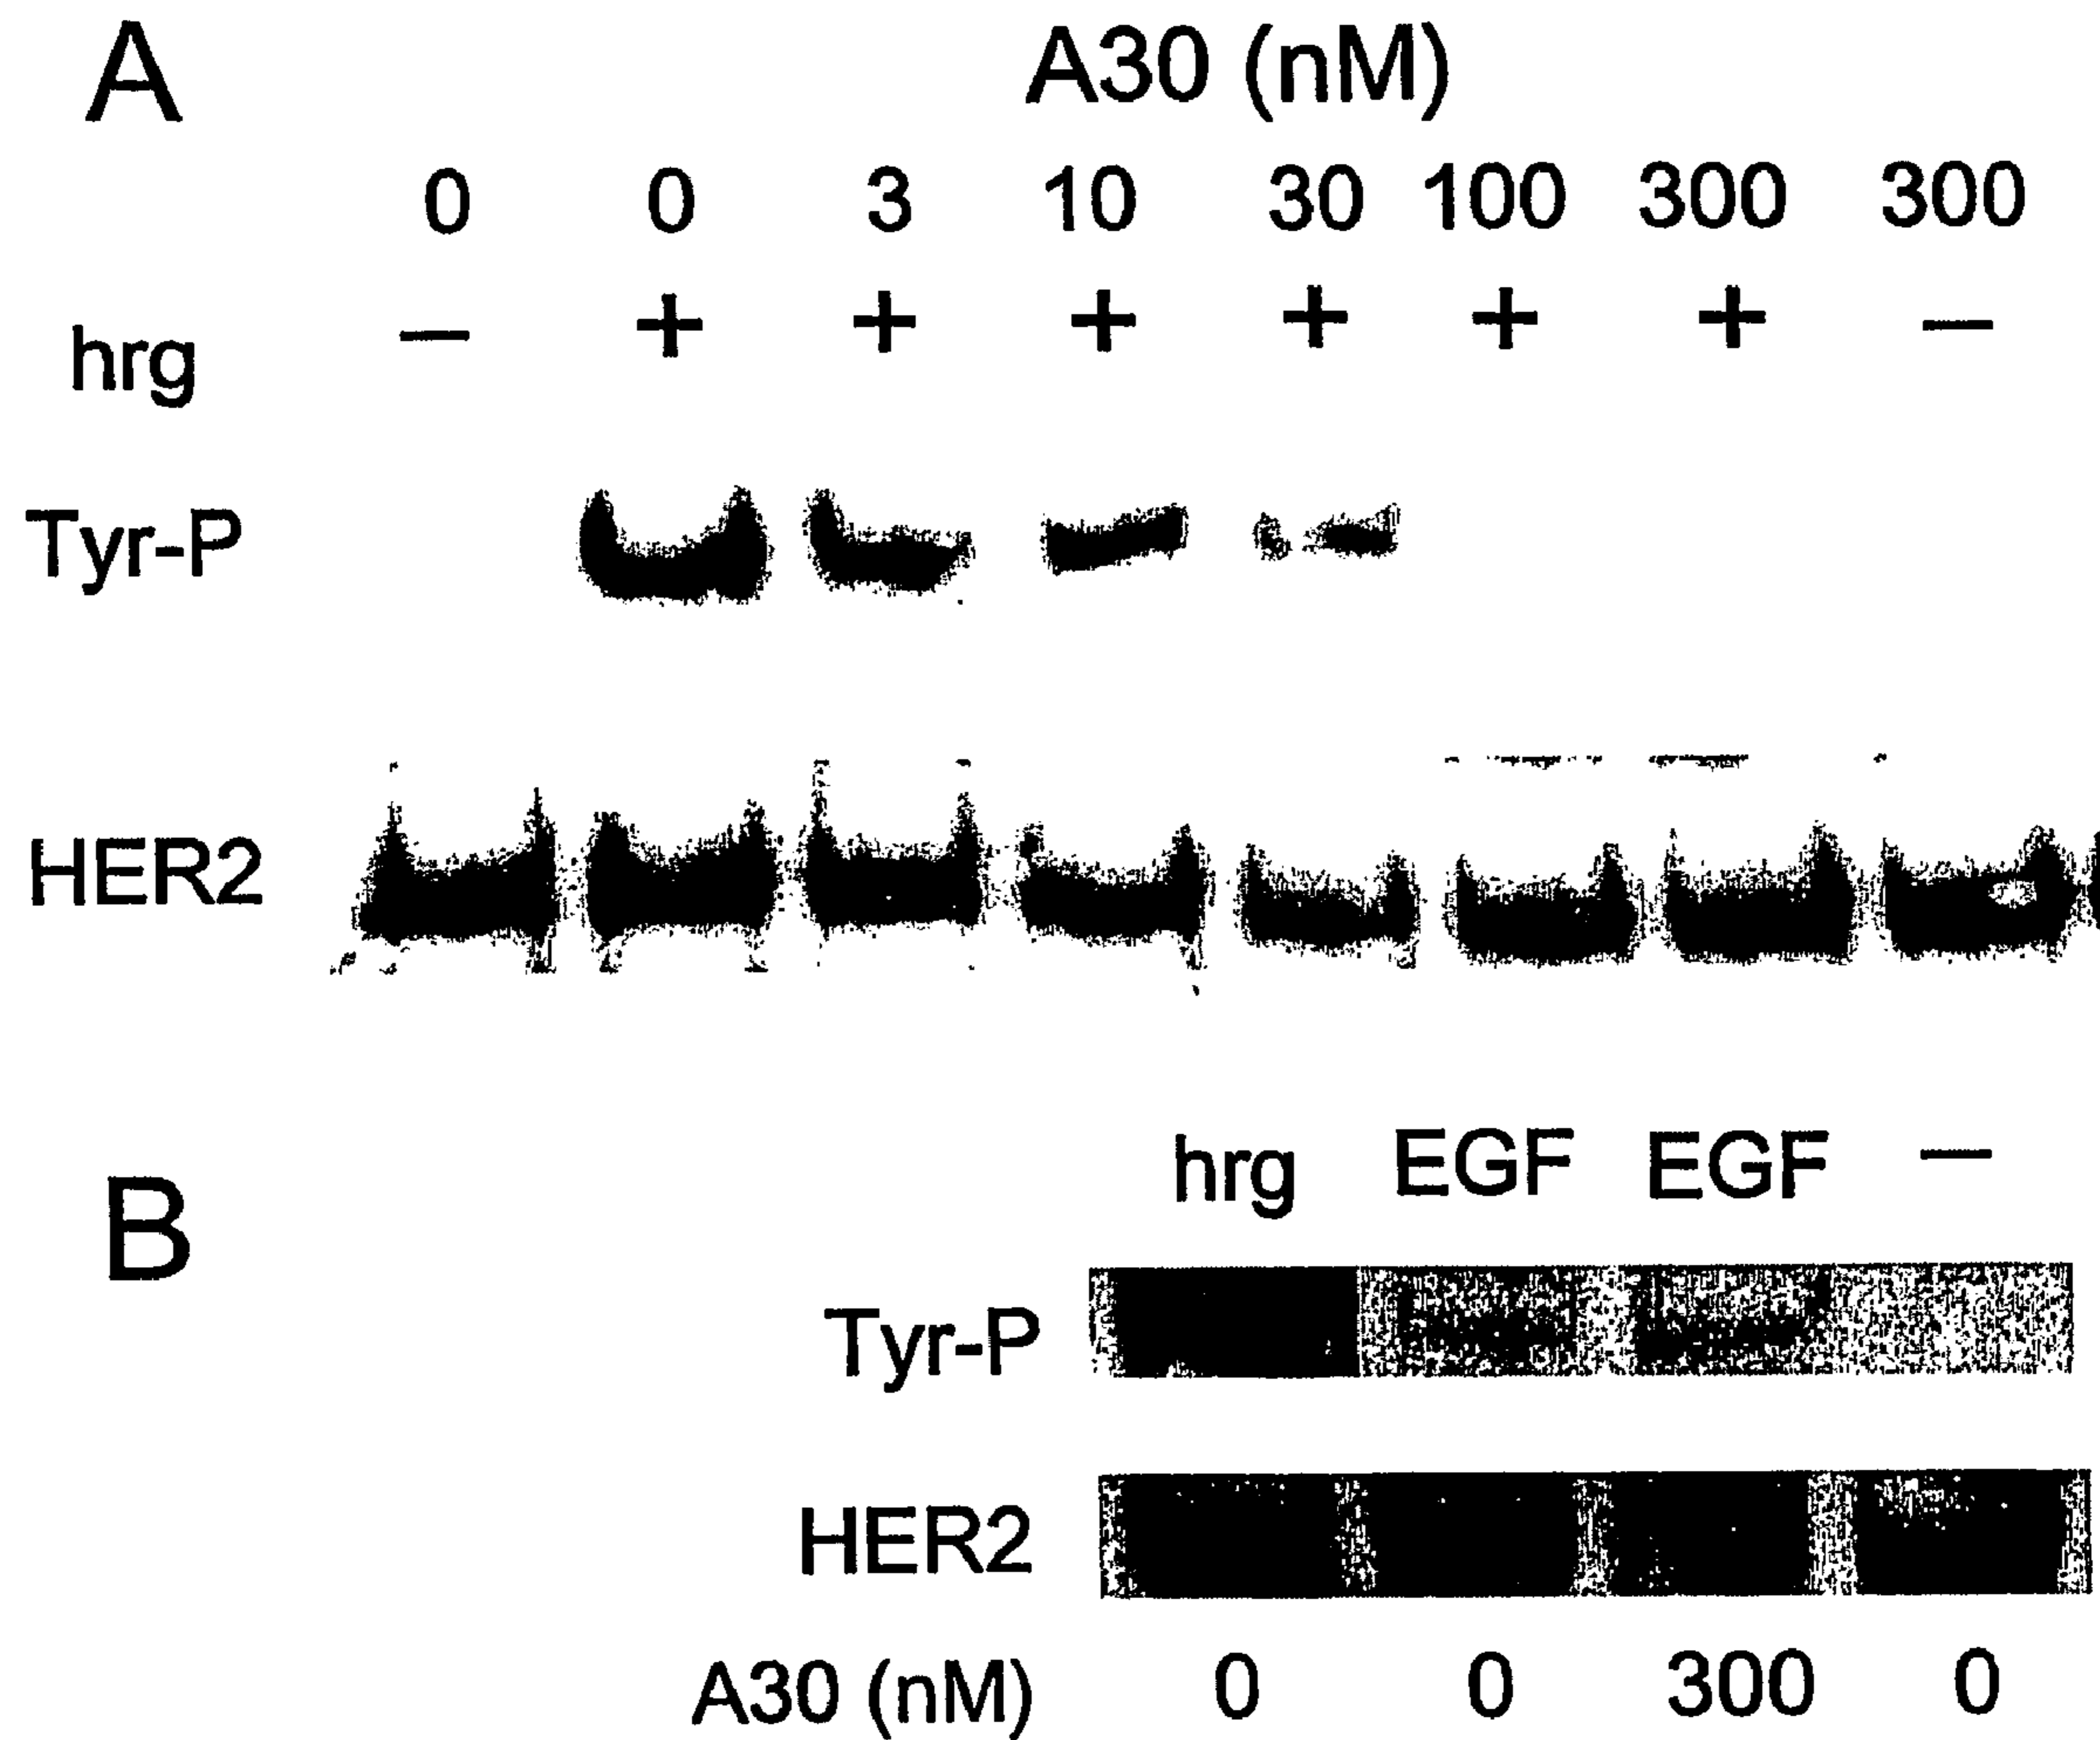 A A30 (nM)
0 0 3 10 30 100 300 300
hrg – + + + + + + –
Tyr-P
HER2
B hrg EGF EGF –
Tyr-P
HER2
A30 (nM) 0 0 300 0